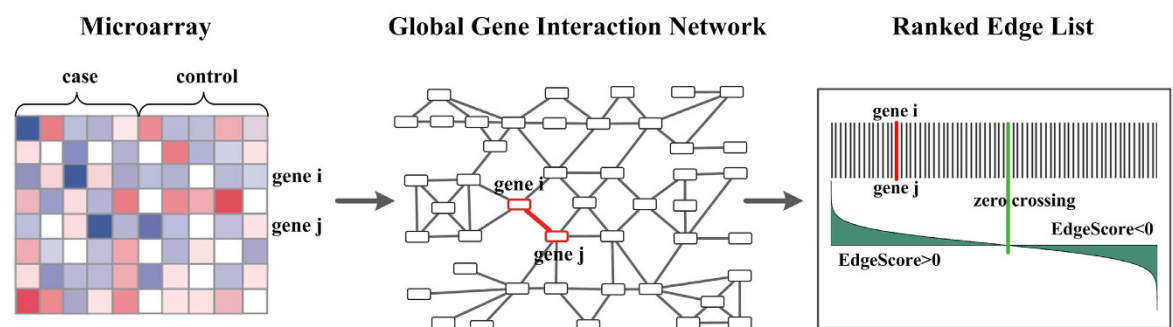 Microarray
Global Gene Interaction Network
Ranked Edge List
case
control
gene i
gene j
gene i
gene j
gene i
gene j
zero crossing
EdgeScore<0
EdgeScore>0